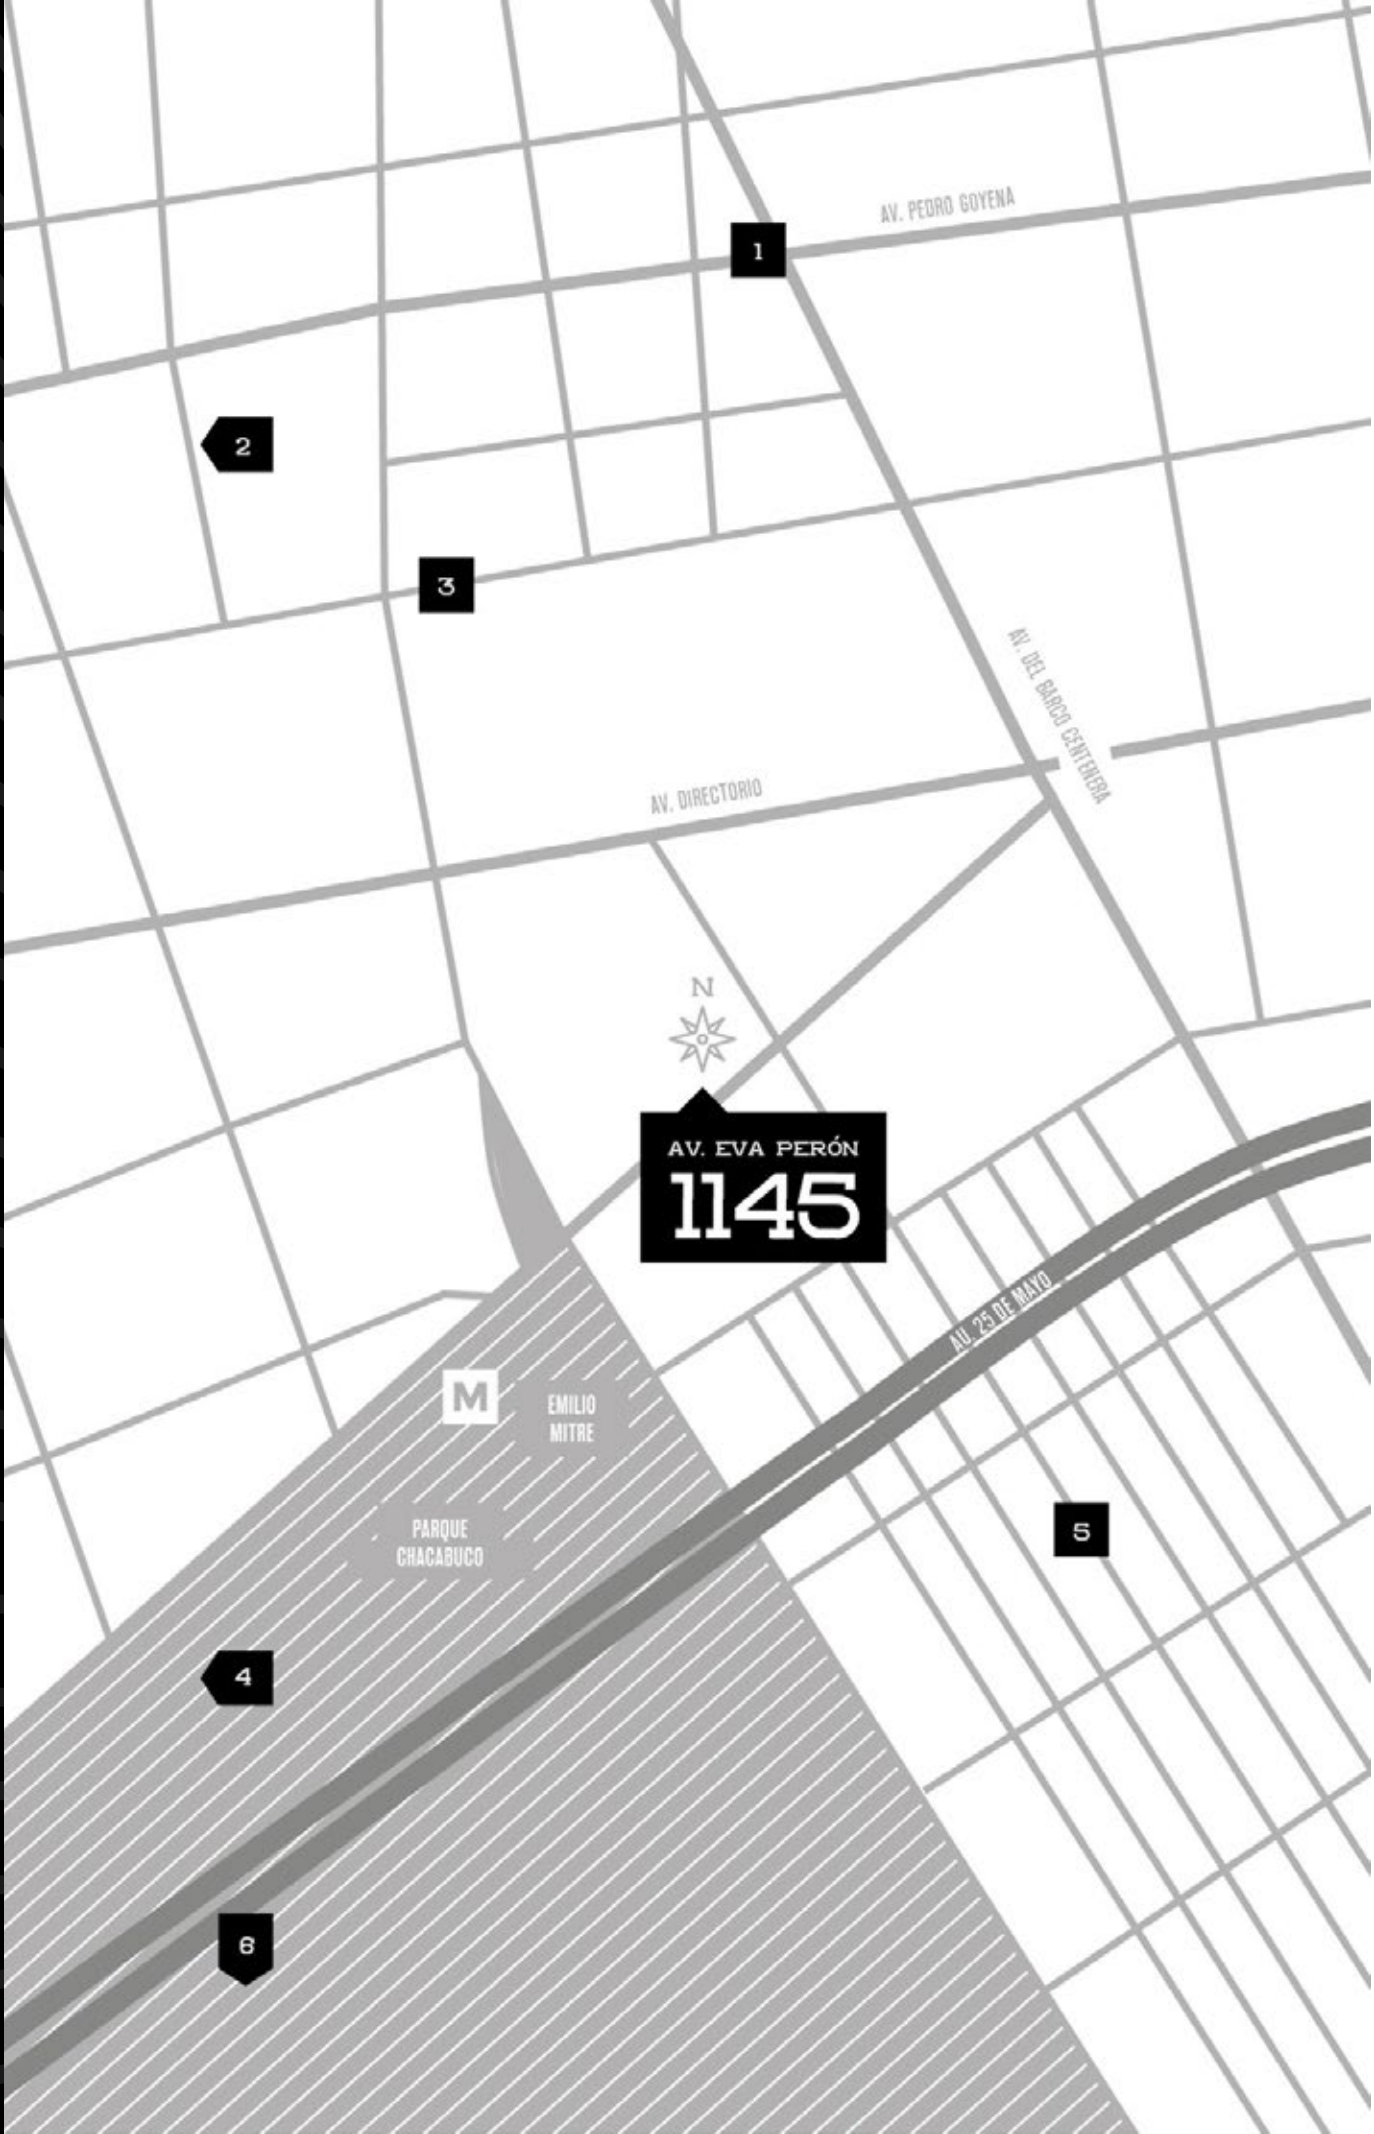 AV. PEDRO GOYENA
1
2
3
AV. DEL BARCO CENTENERA
AV. DIRECTORIO
N
AV. EVA PERÓN
1145
AU. 25 DE MAYO
M
EMILIO
MITRE
5
PARQUE
CHACABUCO
4
6